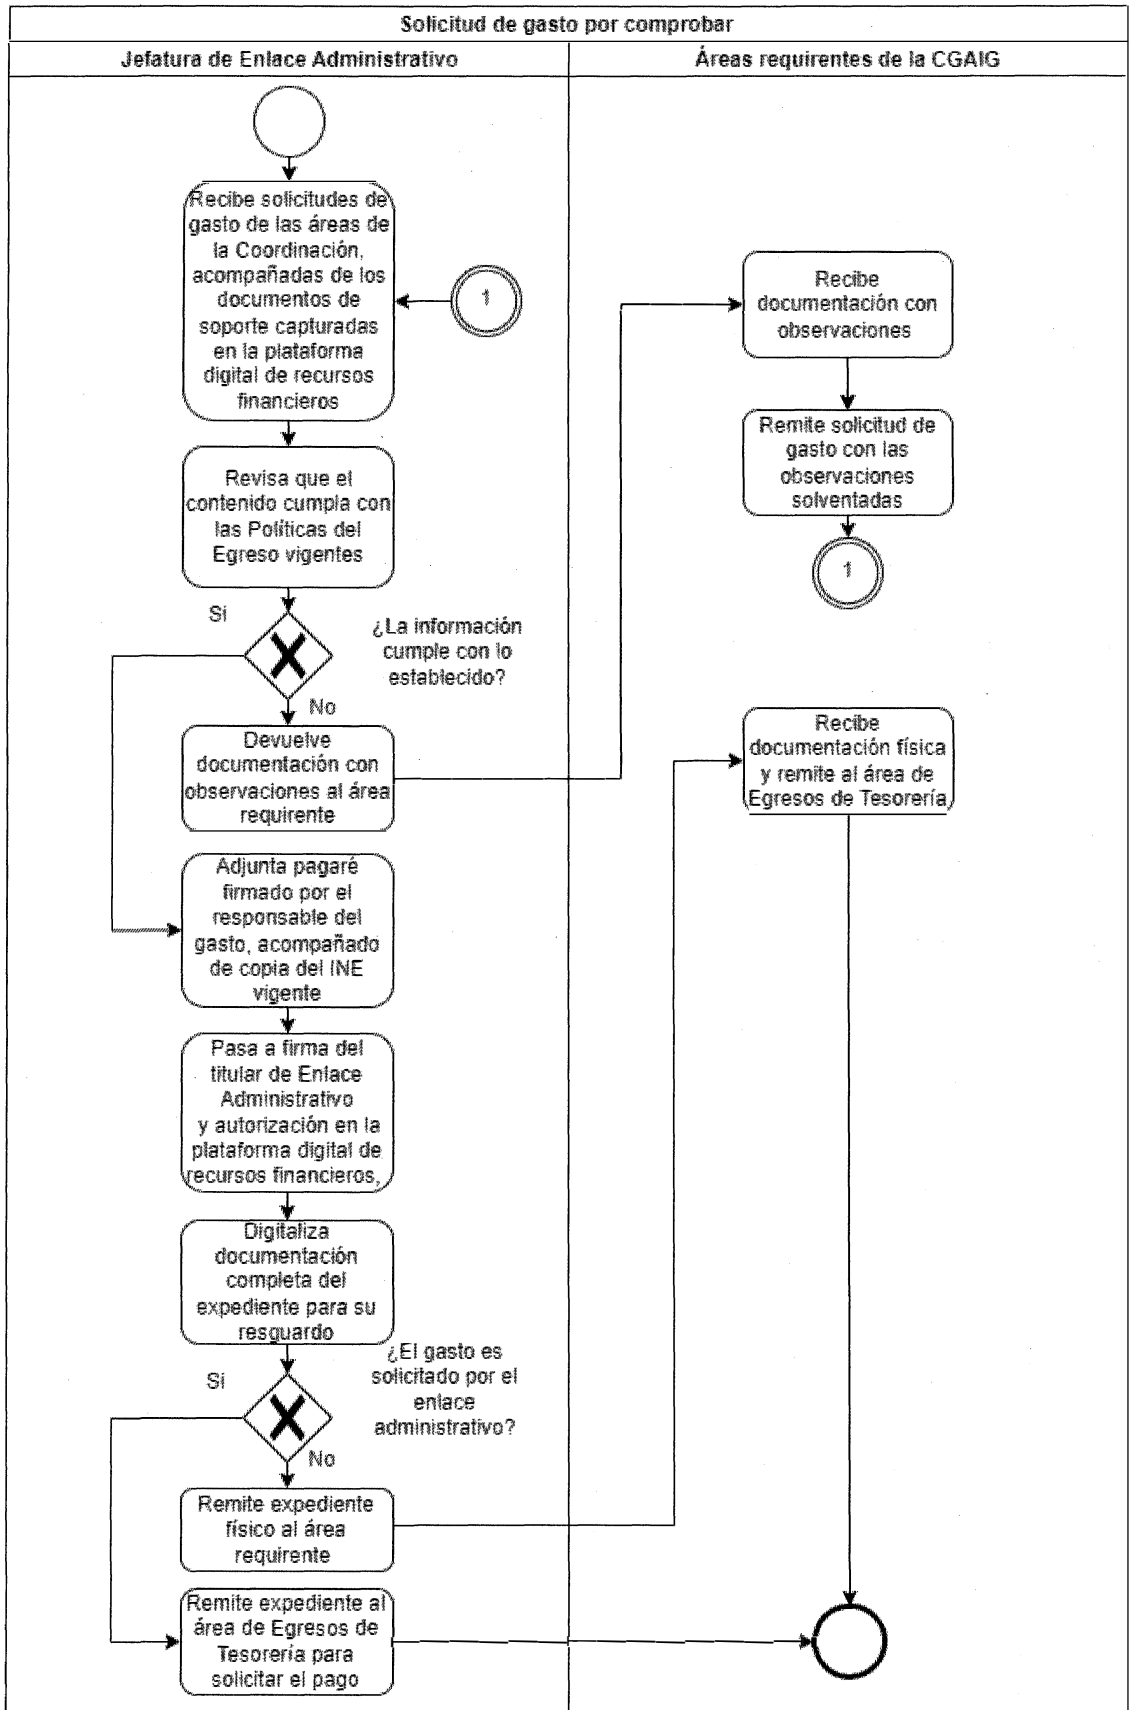 Solicitud de gasto por comprobar
Jefatura de Enlace Administrativo
Áreas requirentes de la CGAIG
Recibe solicitudes de
gasto de las áreas de
la Coordinación,
acompañadas de los
documentos de
soporte capturadas
en la plataforma
digital de recursos
financieros
1
Revisa que el
contenido cumpla con
las Políticas del
Egreso vigentes
Si
¿La información
cumple con lo
establecido?
No
Devuelve
documentación con
observaciones al área
requirente
Recibe
documentación con
observaciones
Remite solicitud de
gasto con las
observaciones
solventadas
1
Adjunta pagaré
firmado por el
responsable del
gasto, acompañado
de copia del INE
vigente
Pasa a firma del
titular de Enlace
Administrativo
y autorización en la
plataforma digital de
recursos financieros,
Digitaliza
documentación
completa del
expediente para su
resguardo
Si
¿El gasto es
solicitado por el
enlace
administrativo?
No
Remite expediente
físico al área
requirente
Recibe
documentación física
y remite al área de
Egresos de Tesorería
Remite expediente al
área de Egresos de
Tesorería para
solicitar el pago